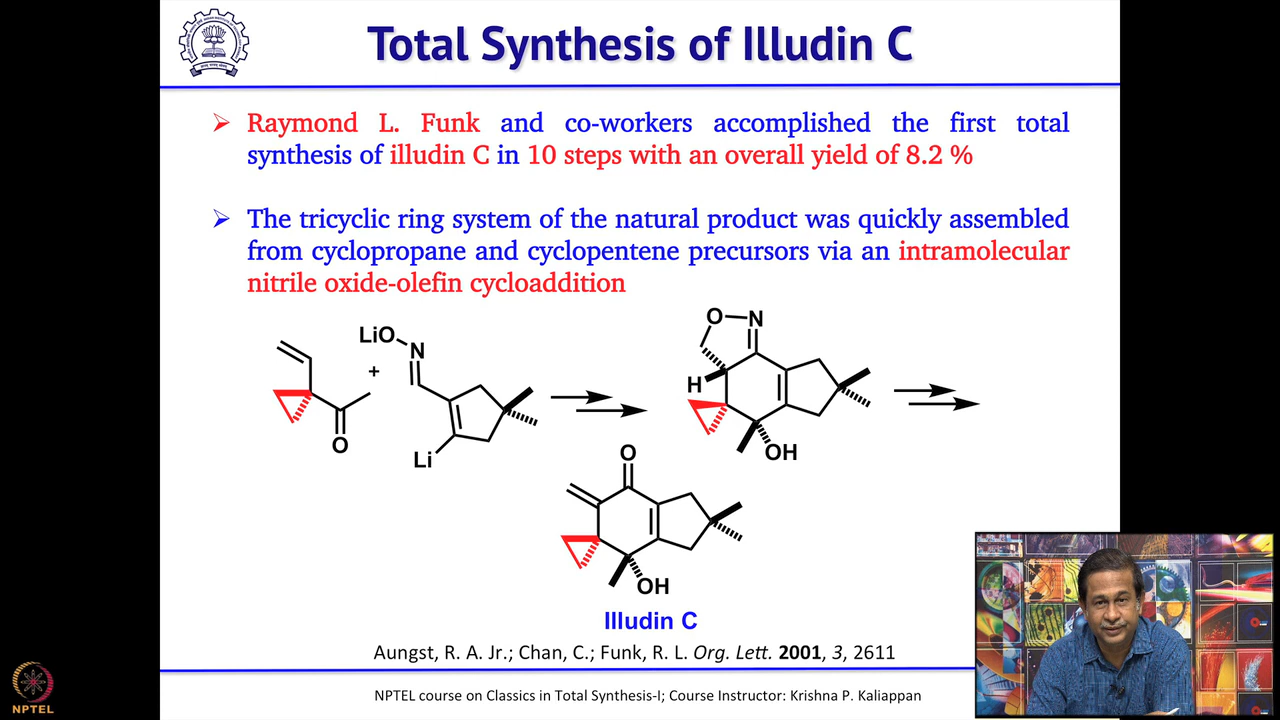 Total Synthesis of Illudin C
Raymond L. Funk and co-workers accomplished the first total
synthesis of illudin C in 10 steps with an overall yield of 8.2 %
The tricyclic ring system of the natural product was quickly assembled
from cyclopropane and cyclopentene precursors via an intramolecular
nitrile oxide-olefin cycloaddition
O
+
LiO
N
Li
O
N
H
OH
O
OH
Illudin C
Aungst, R. A. Jr.; Chan, C.; Funk, R. L. Org. Lett. 2001, 3, 2611
NPTEL course on Classics in Total Synthesis-I; Course Instructor: Krishna P. Kaliappan
NPTEL